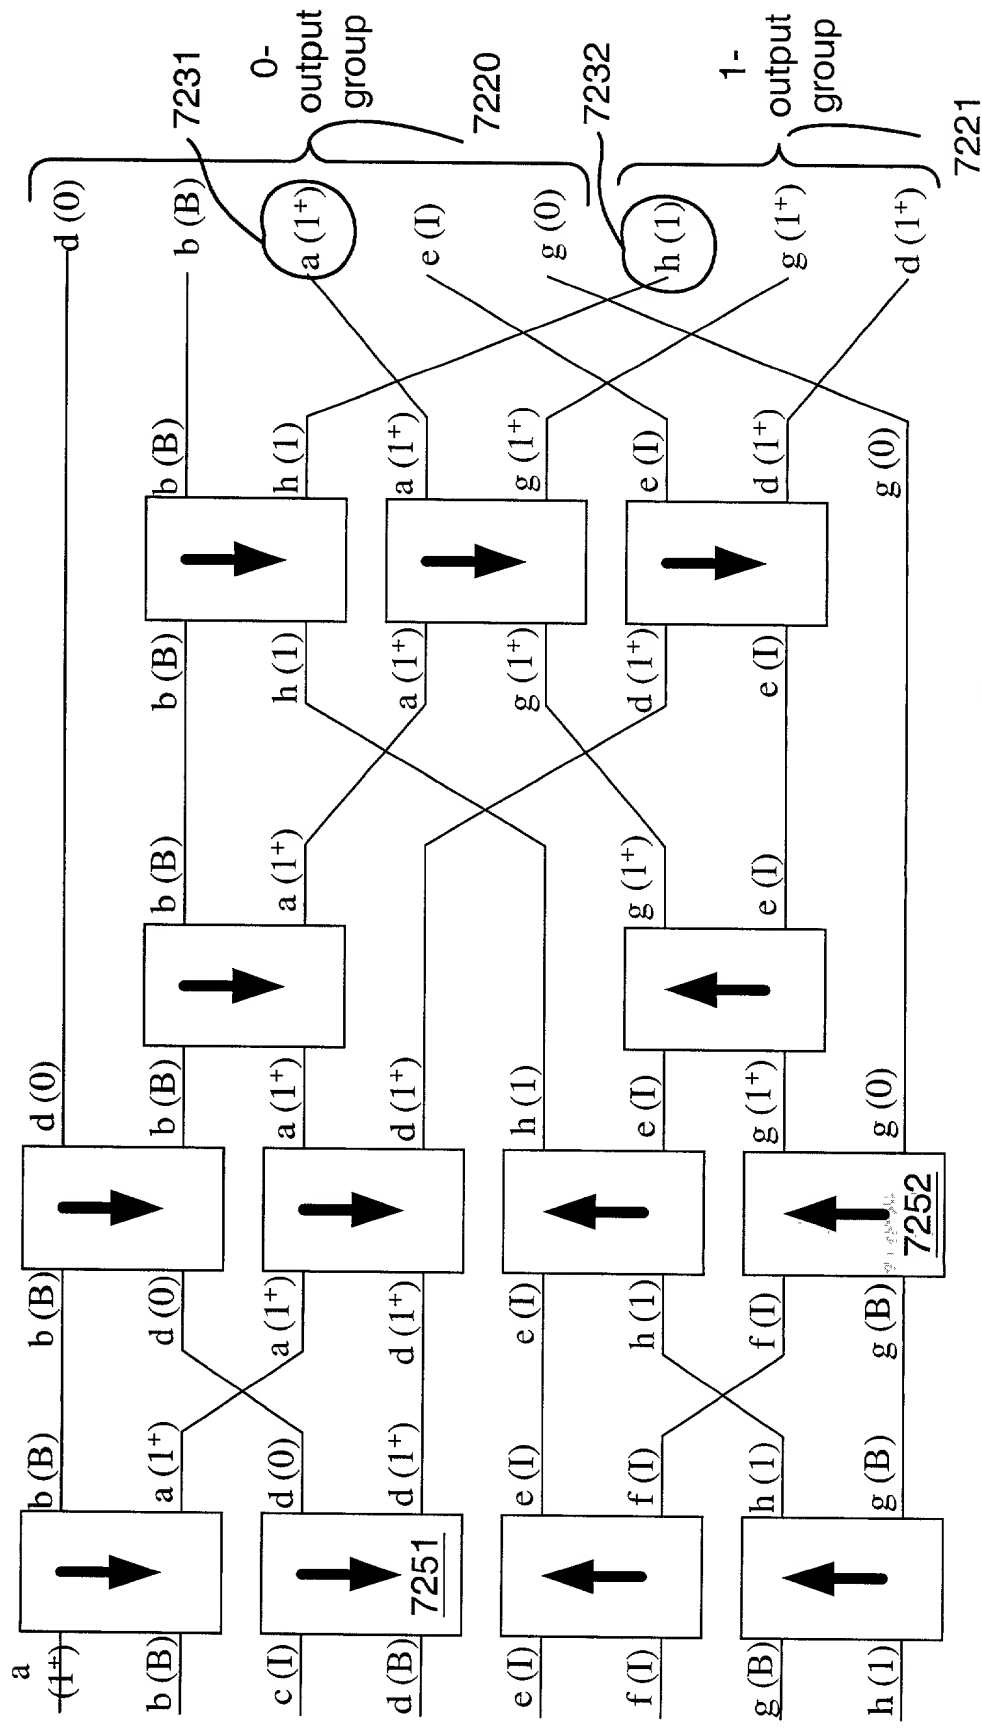 a
(1⁺)
b (B)
c (I)
d (B)
e (I)
f (I)
g (B)
h (1)
7251
b (B)
a (1⁺)
d (0)
d (1⁺)
e (I)
f (I)
h (1)
g (B)
b (B)
d (0)
a (1⁺)
d (1⁺)
e (I)
h (1)
f (I)
g (B)
7252
d (0)
b (B)
a (1⁺)
d (1⁺)
h (1)
e (I)
g (1⁺)
g (0)
b (B)
a (1⁺)
g (1⁺)
e (I)
b (B)
h (1)
a (1⁺)
g (1⁺)
d (1⁺)
e (I)
b (B)
h (1)
a (1⁺)
g (1⁺)
e (I)
d (1⁺)
g (0)
d (0)
b (B)
a (1⁺)
e (I)
g (0)
h (1)
g (1⁺)
d (1⁺)
7231
0-
output
group
7220
7232
1-
output
group
7221